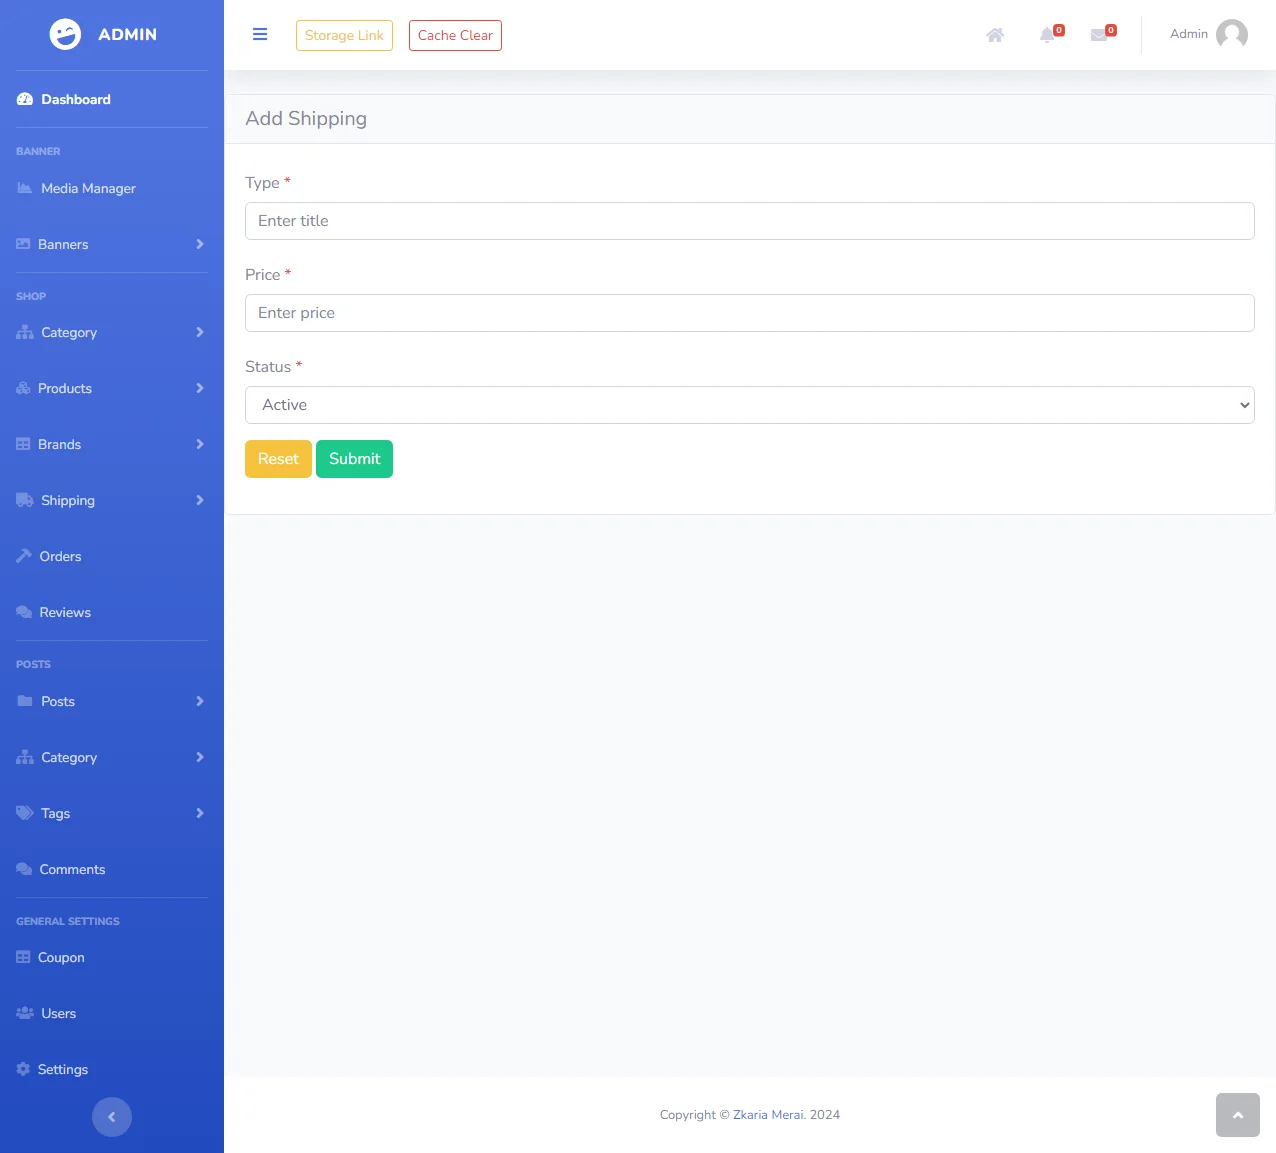 ADMIN
Dashboard
BANNER
Media Manager
Banners
SHOP
Category
Products
Brands
Shipping
Orders
Reviews
POSTS
Posts
Category
Tags
Comments
GENERAL SETTINGS
Coupon
Users
Settings
Storage Link
Cache Clear
0
0
Admin
Add Shipping
Type *
Enter title
Price *
Enter price
Status *
Active
Reset Submit
Copyright © Zkaria Merai. 2024